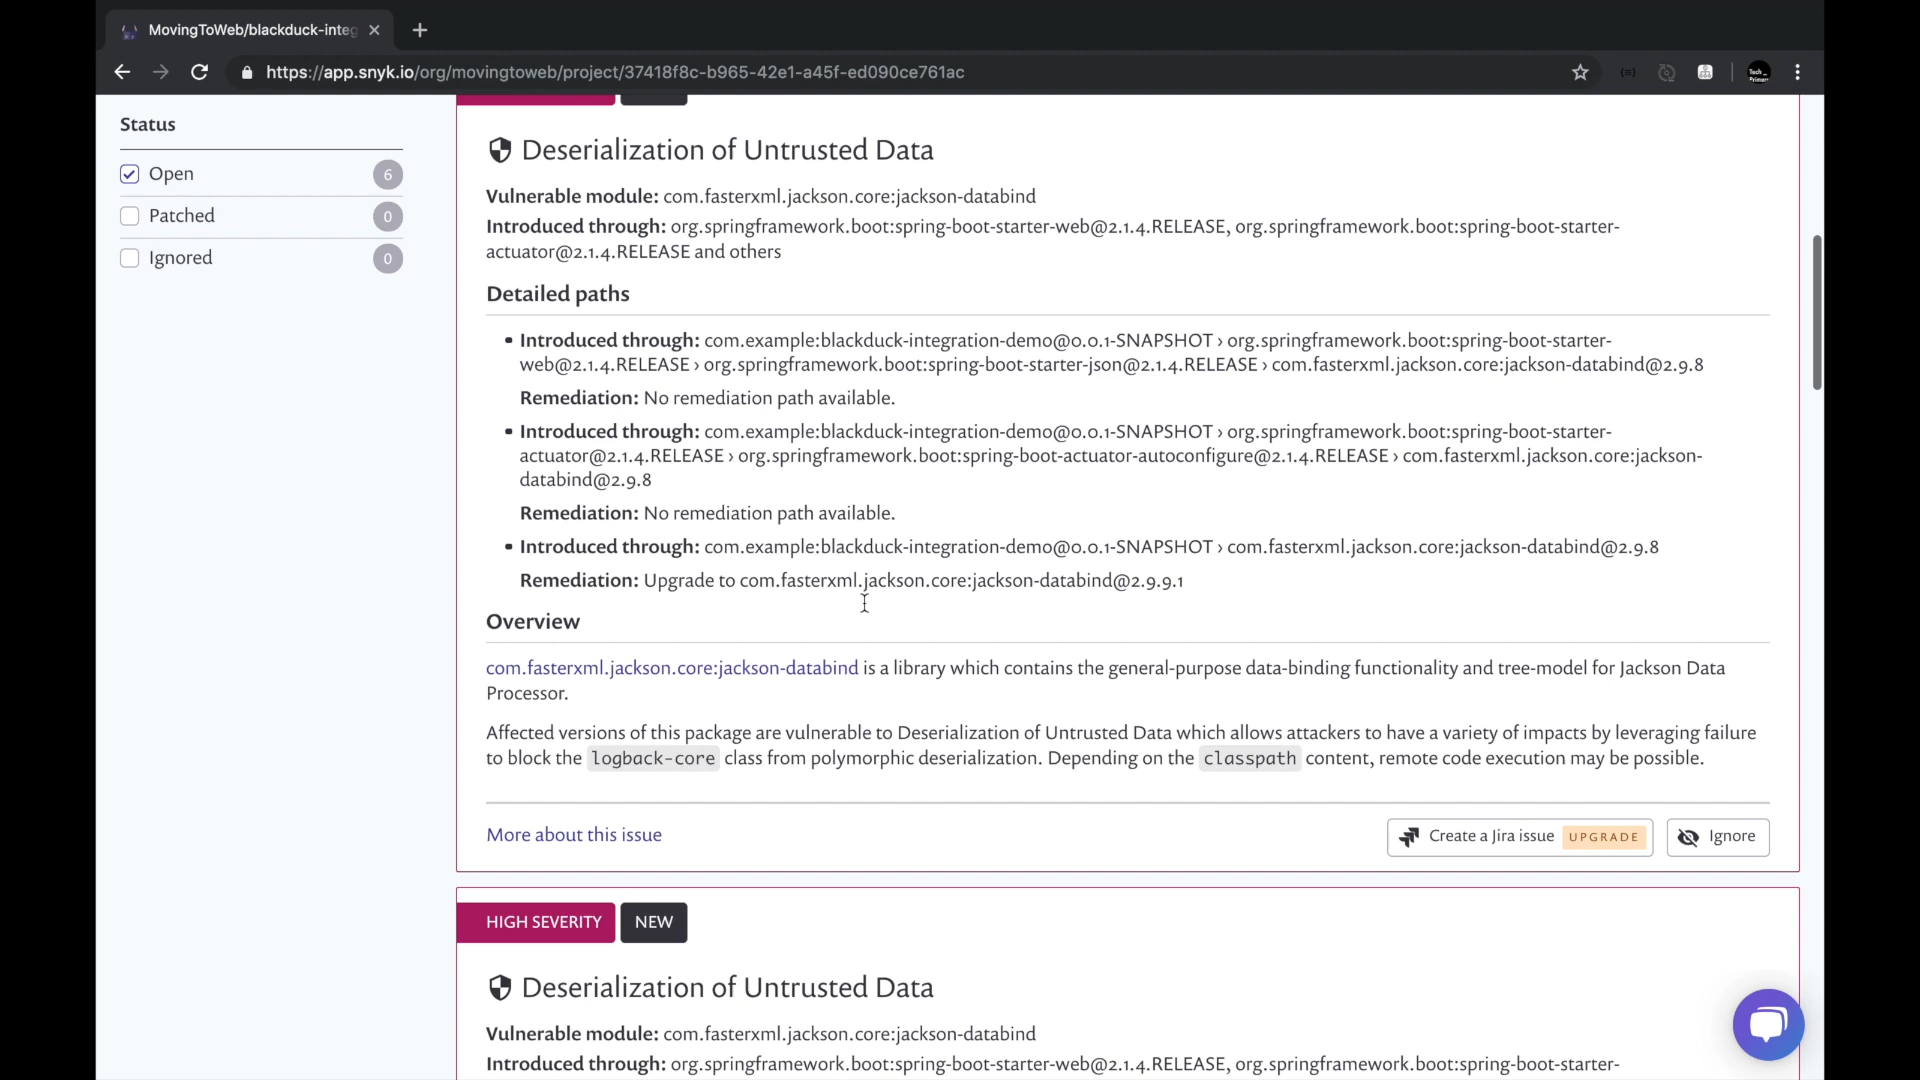 MovingToWeb/blackduck-integ
https://app.snyk.io/org/movingtoweb/project/37418f8c-b965-42e1-a45f-ed090ce761ac
Tech_
Primer
Status
Open 6
Patched 0
Ignored 0
Deserialization of Untrusted Data
Vulnerable module: com.fasterxml.jackson.core:jackson-databind
Introduced through: org.springframework.boot:spring-boot-starter-web@2.1.4.RELEASE, org.springframework.boot:spring-boot-starter-
actuator@2.1.4.RELEASE and others
Detailed paths
• Introduced through: com.example:blackduck-integration-demo@0.0.1-SNAPSHOT › org.springframework.boot:spring-boot-starter-
web@2.1.4.RELEASE › org.springframework.boot:spring-boot-starter-json@2.1.4.RELEASE › com.fasterxml.jackson.core:jackson-databind@2.9.8
Remediation: No remediation path available.
• Introduced through: com.example:blackduck-integration-demo@0.0.1-SNAPSHOT › org.springframework.boot:spring-boot-starter-
actuator@2.1.4.RELEASE › org.springframework.boot:spring-boot-actuator-autoconfigure@2.1.4.RELEASE › com.fasterxml.jackson.core:jackson-
databind@2.9.8
Remediation: No remediation path available.
• Introduced through: com.example:blackduck-integration-demo@0.0.1-SNAPSHOT › com.fasterxml.jackson.core:jackson-databind@2.9.8
Remediation: Upgrade to com.fasterxml.jackson.core:jackson-databind@2.9.9.1
Overview
com.fasterxml.jackson.core:jackson-databind is a library which contains the general-purpose data-binding functionality and tree-model for Jackson Data
Processor.
Affected versions of this package are vulnerable to Deserialization of Untrusted Data which allows attackers to have a variety of impacts by leveraging failure
to block the logback-core class from polymorphic deserialization. Depending on the classpath content, remote code execution may be possible.
More about this issue
Create a Jira issue UPGRADE
Ignore
HIGH SEVERITY NEW
Deserialization of Untrusted Data
Vulnerable module: com.fasterxml.jackson.core:jackson-databind
Introduced through: org.springframework.boot:spring-boot-starter-web@2.1.4.RELEASE, org.springframework.boot:spring-boot-starter-